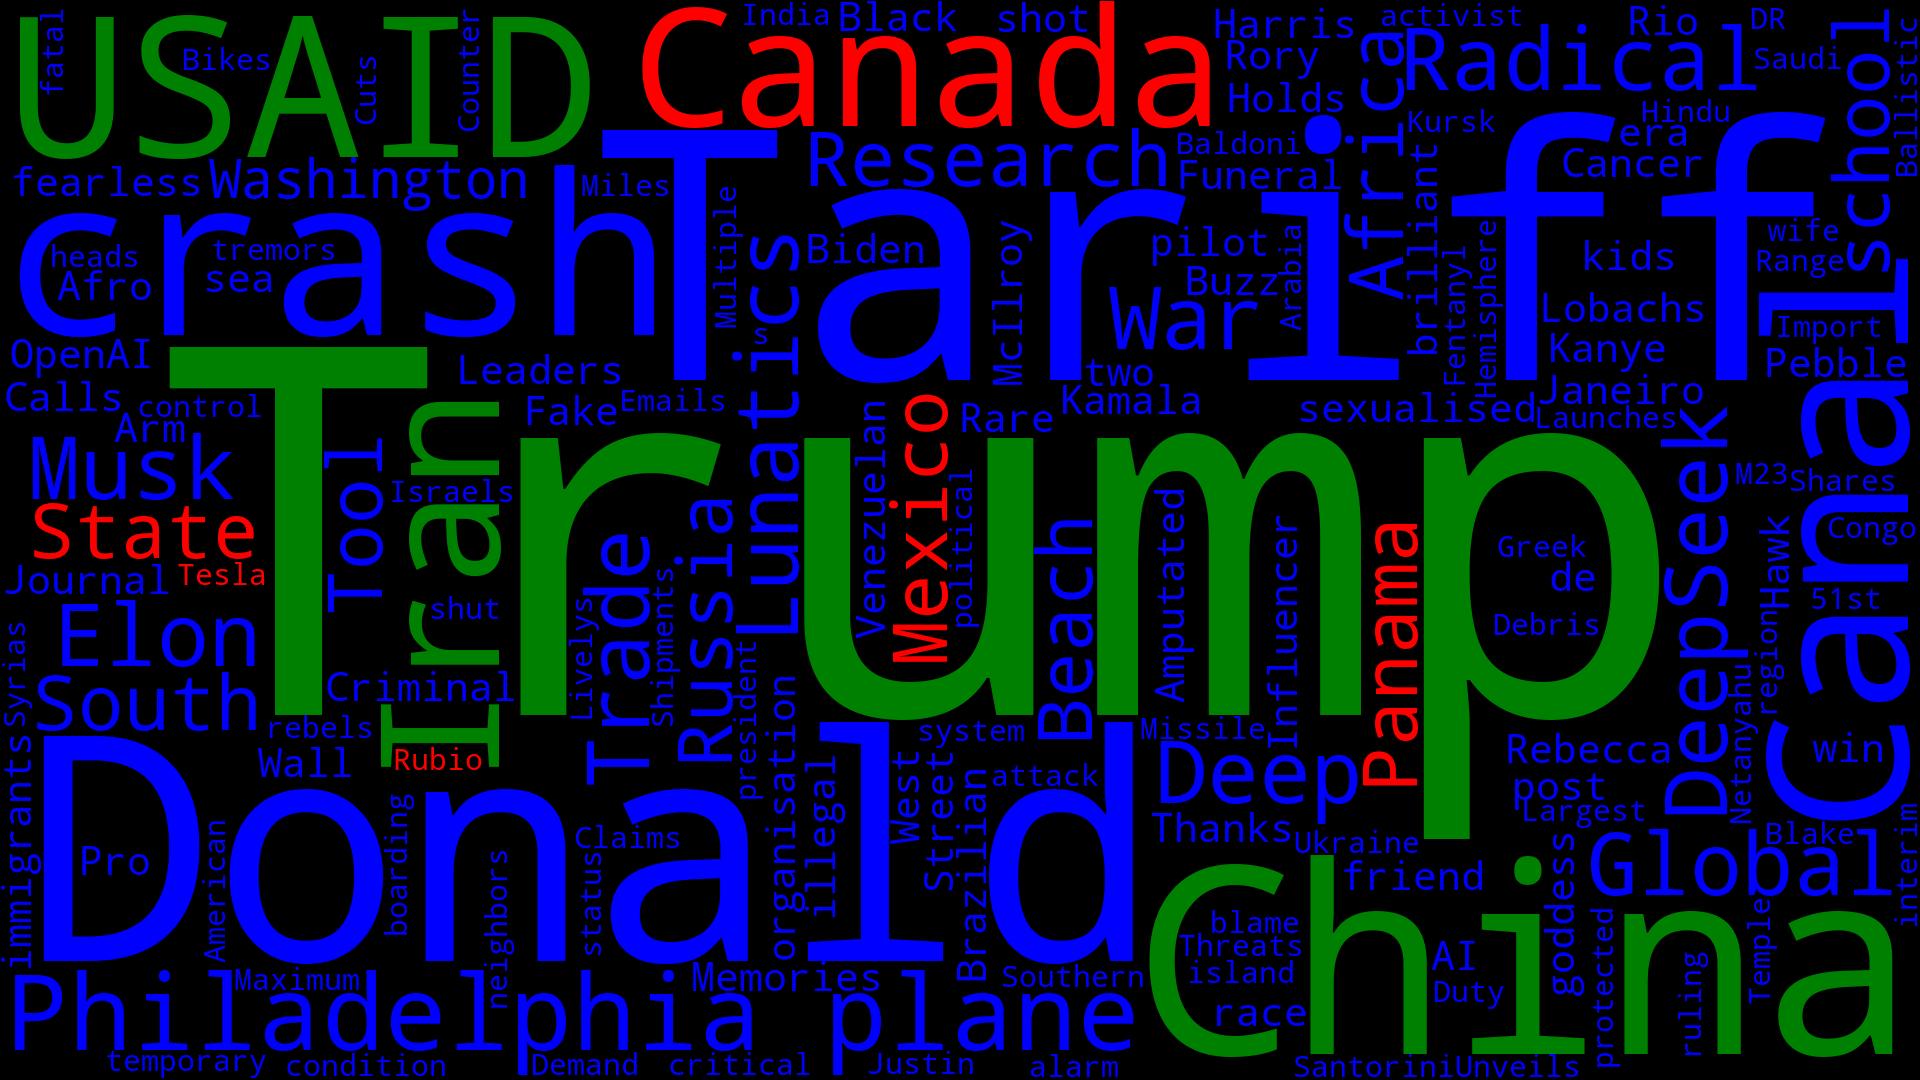 USAID
fatal
Bikes
Cuts
Counter
Canada
India
Black
shot
Harris
activist
Rio
DR
Rory
Radical
Saudi
school
Ballistic
Holds
Africa
Kursk
Hindu
era
Cancer
fearless
Washington
Miles
Tariff
Research
Baldoni
Funeral
crash
heads
Afro
tremors
sea
Multiple
Lunatics
Biden
McIlroy
pilot
Buzz
War
Arabia
brilliant
Fentanyl
Hemisphere
kids
wife
Range
Lobachs
Import
Kanye
Pebble
OpenAI
Calls
control
Arm
Leaders
s
two
Janeiro
Fake
Emails
Rare
Kamala
sexualised
Launches
Trump
Musk
Tool
Iran
Israels
Venezuelan
Mexico
political
Beach
Amputated
Influencer
Panama
Greek
de
Debris
DeepSeek
M23
Shares
Canal
Congo
Hawk
51st
State
Journal
Tesla
shut
Elon
Trade
Russia
Livelys
Shipments
region
Syrias
South
Criminal
rebels
Rubio
Wall
president
organisation
illegal
system
Missile
West
Street
attack
Deep
Rebecca
post
Largest
Netanyahu
win
immigrants
Donald
Pro
American
boarding
neighbors
Claims
status
Brazilian
Thanks
Ukraine
friend
goddess
Global
Blake
interim
China
blame
Threats
island
AI
Duty
race
protected
ruling
Temple
Philadelphia
plane
Maximum
Memories
Southern
temporary
condition
Demand
critical
Justin
alarm
Santorini
Unveils